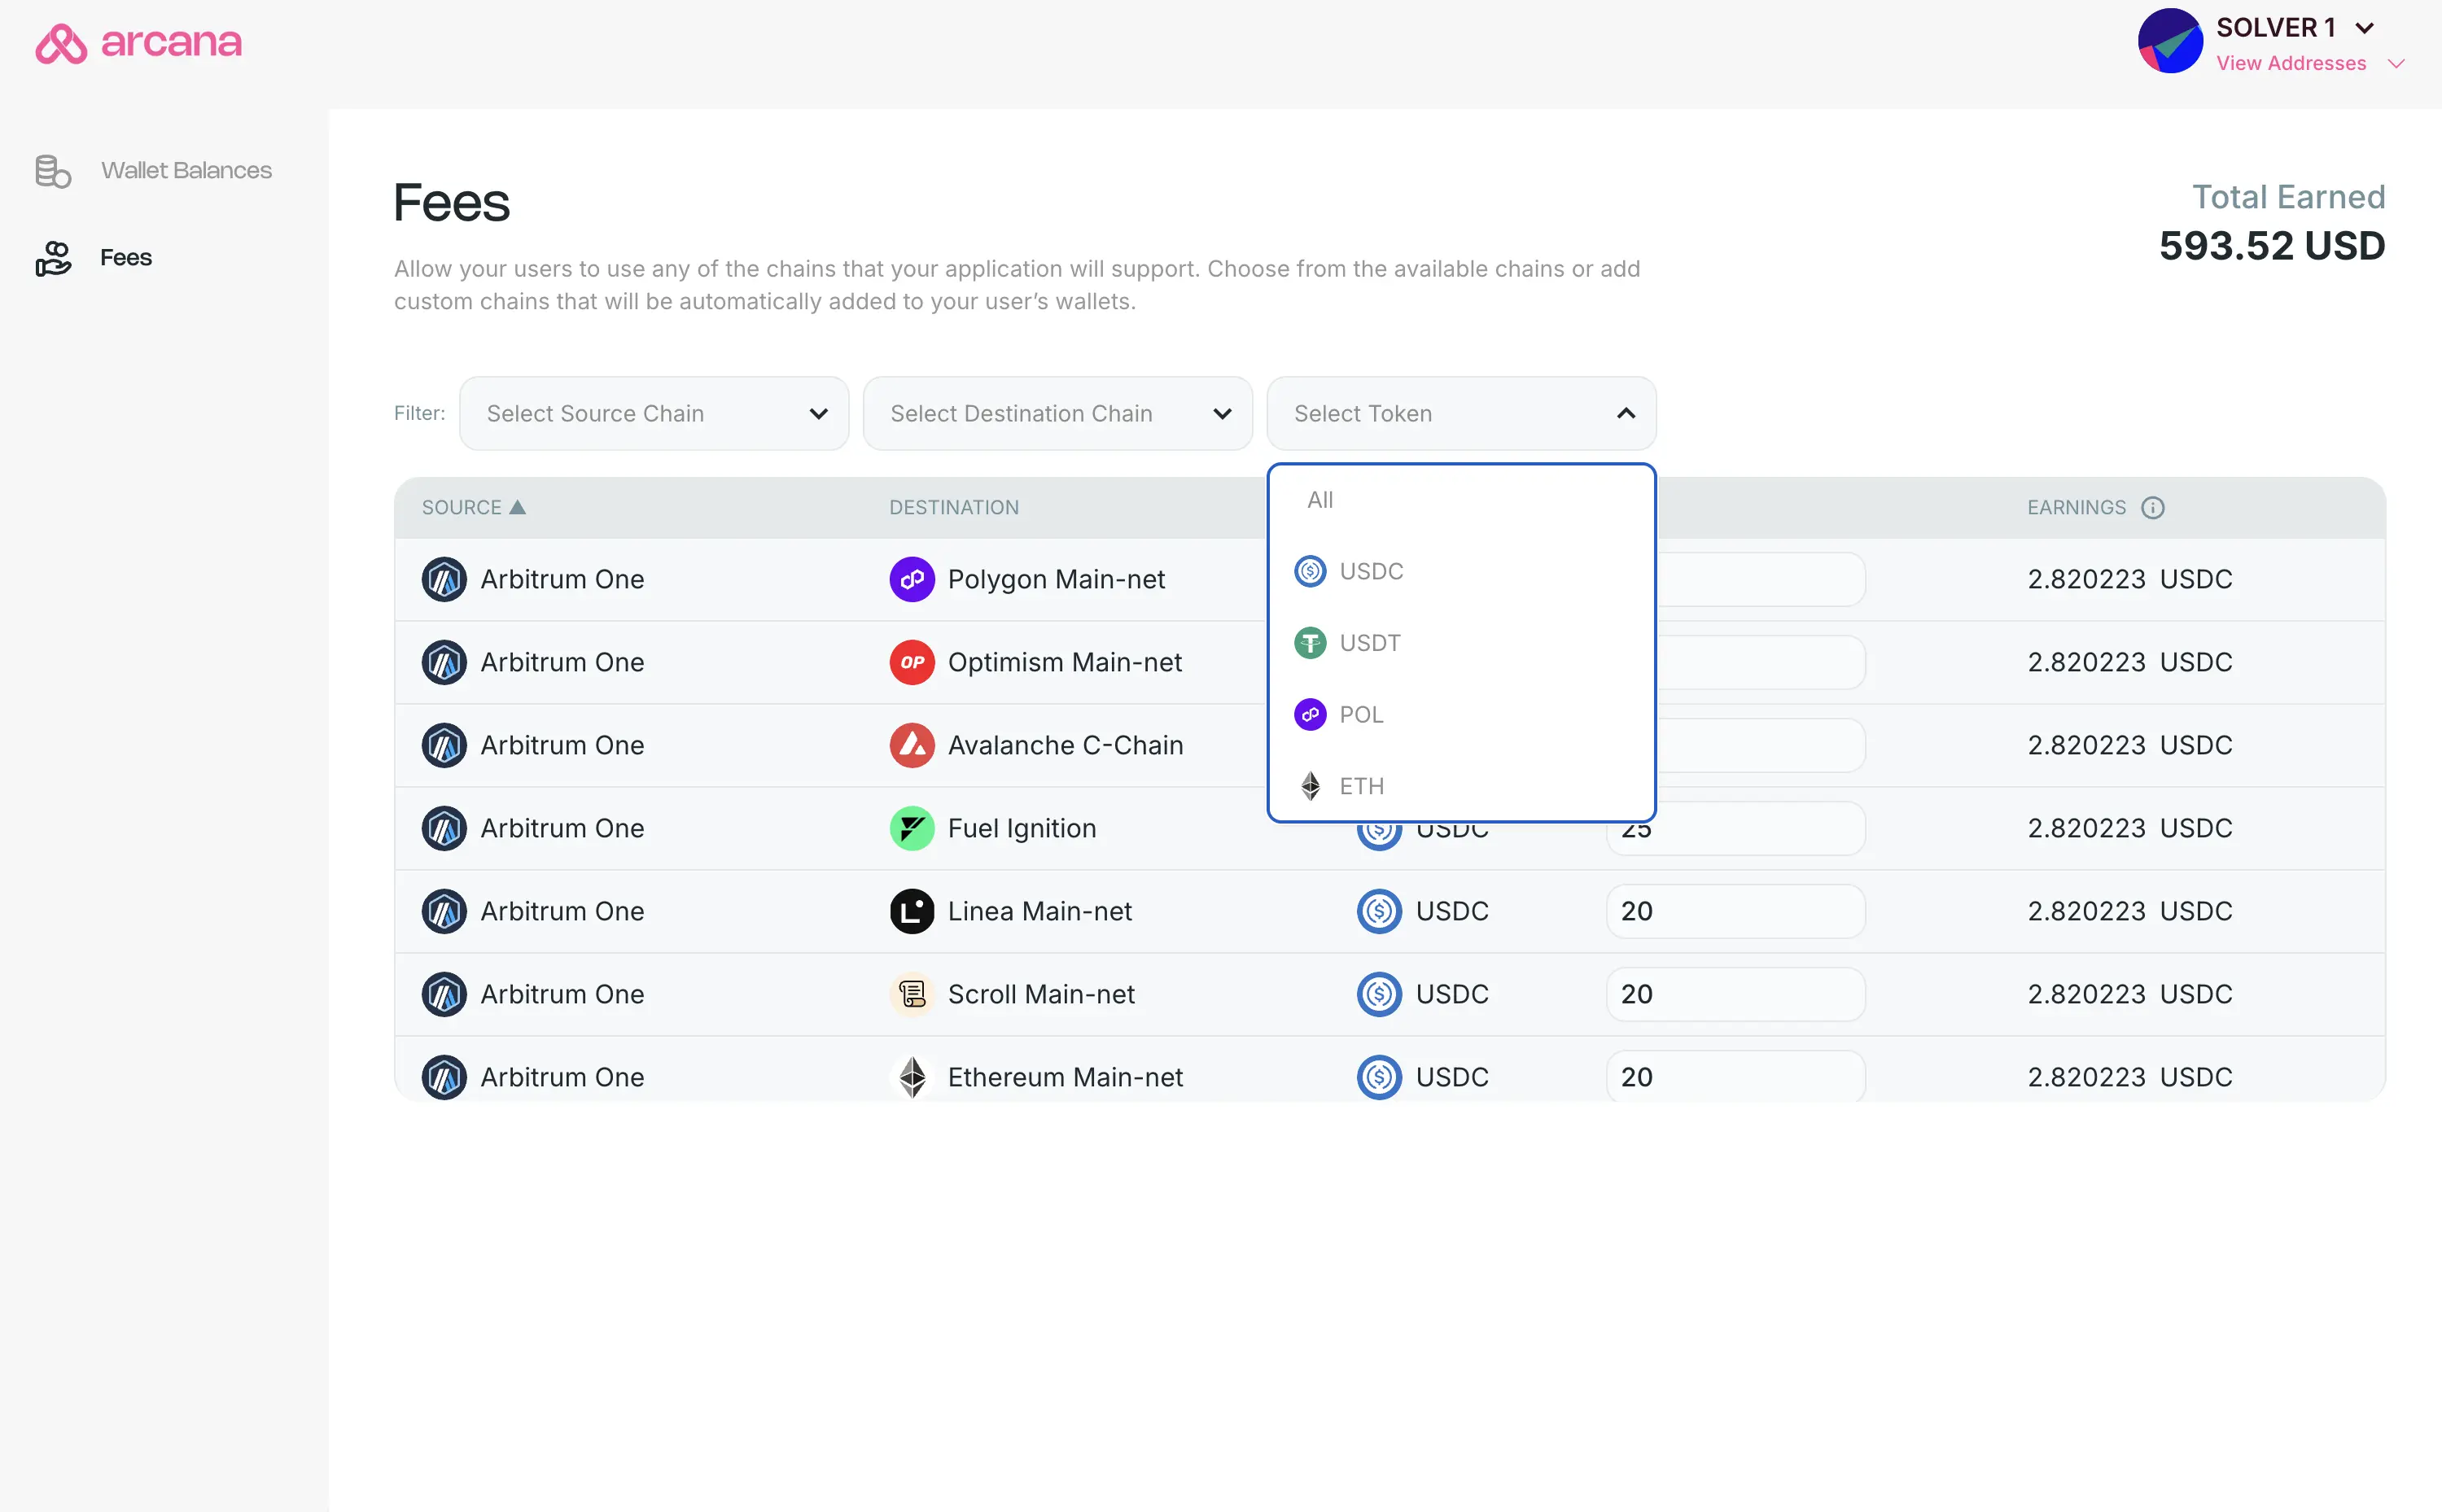 arcana
SOLVER 1
View Addresses
Wallet Balances
Fees
Fees
Total Earned
593.52 USD
Allow your users to use any of the chains that your application will support. Choose from the available chains or add
custom chains that will be automatically added to your user’s wallets.
Filter:
Select Source Chain
Select Destination Chain
Select Token
All
USDC
USDT
POL
ETH
SOURCE ▲ DESTINATION EARNINGS
Arbitrum One Polygon Main-net 2.820223 USDC
Arbitrum One OP Optimism Main-net 2.820223 USDC
Arbitrum One Avalanche C-Chain 2.820223 USDC
Arbitrum One Fuel Ignition USDC 25 2.820223 USDC
Arbitrum One Linea Main-net USDC 20 2.820223 USDC
Arbitrum One Scroll Main-net USDC 20 2.820223 USDC
Arbitrum One Ethereum Main-net USDC 20 2.820223 USDC